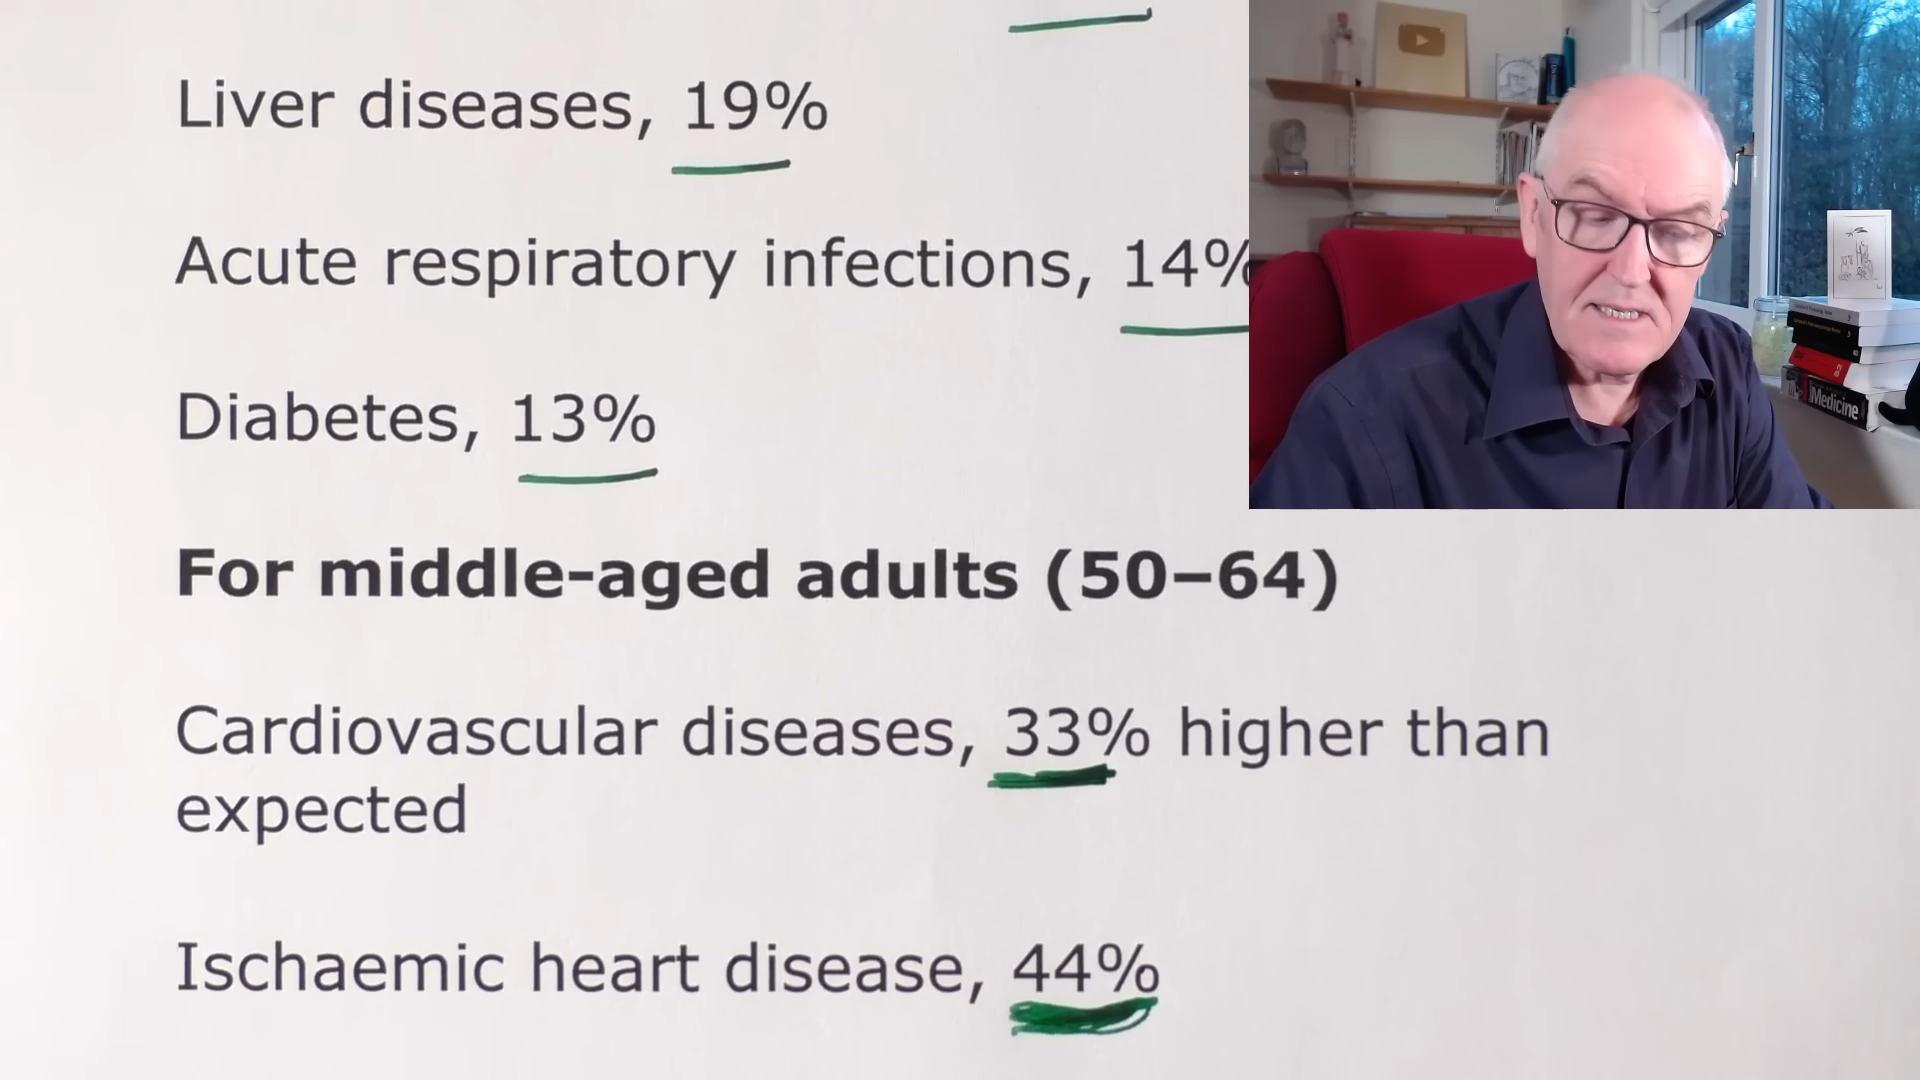 Liver diseases, 19%
Acute respiratory infections, 14%
Diabetes, 13%
For middle-aged adults (50–64)
Cardiovascular diseases, 33% higher than
expected
Ischaemic heart disease, 44%
Medicine